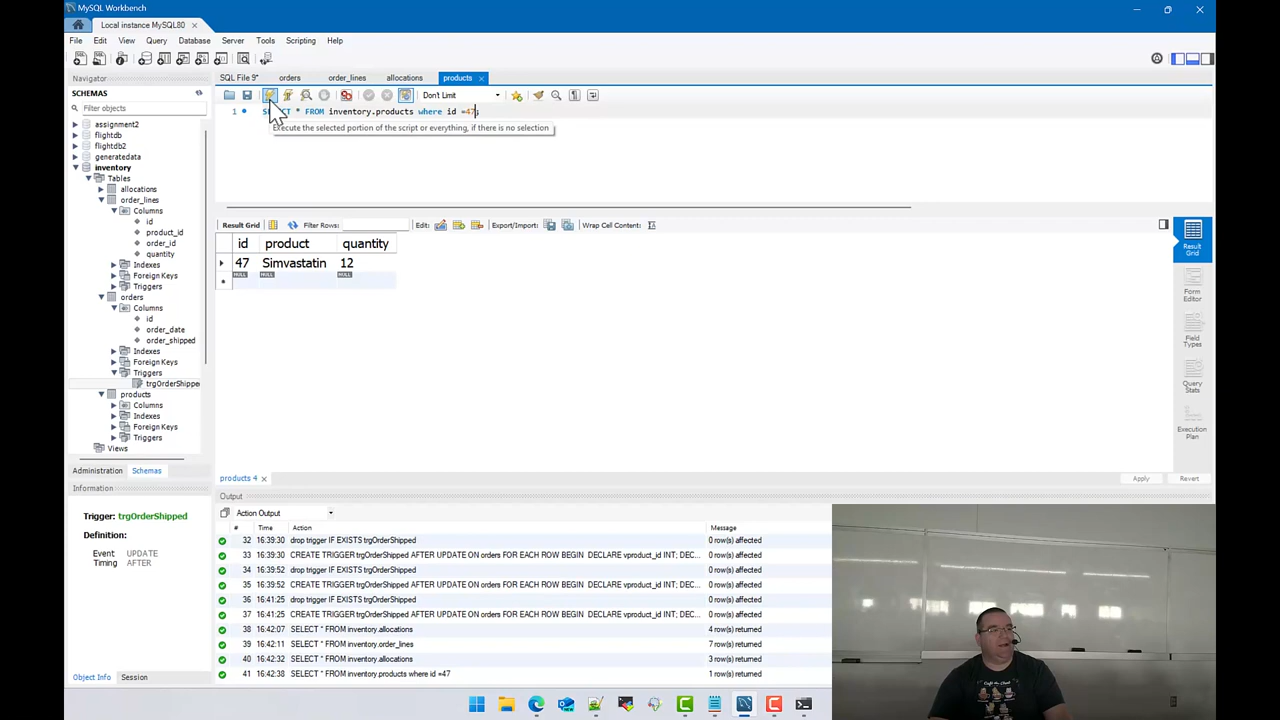 MySQL Workbench
Local instance MySQL80
File Edit View Query Database Server Tools Scripting Help
Navigator
SCHEMAS
Filter objects
assignment2
flightdb
flightdb2
generatedata
inventory
Tables
allocations
order_lines
Columns
id
product_id
order_id
quantity
Indexes
Foreign Keys
Triggers
orders
Columns
id
order_date
order_shipped
Indexes
Foreign Keys
Triggers
trgOrderShipped
products
Columns
Indexes
Foreign Keys
Triggers
Views
Administration Schemas
Information
Trigger: trgOrderShipped
Definition:
Event UPDATE
Timing AFTER
Object Info Session
SQL File 9* orders order_lines allocations products
Don't Limit
1 SELECT * FROM inventory.products where id =47;
Execute the selected portion of the script or everything, if there is no selection
Result Grid Filter Rows: Edit: Export/Import: Wrap Cell Content:
id product quantity
47 Simvastatin 12
NULL NULL NULL
Result Grid
Form Editor
Field Types
Query Stats
Execution Plan
products 4 Apply Revert
Output
Action Output
# Time Action Message
32 16:39:30 drop trigger IF EXISTS trgOrderShipped 0 row(s) affected
33 16:39:30 CREATE TRIGGER trgOrderShipped AFTER UPDATE ON orders FOR EACH ROW BEGIN DECLARE vproduct_id INT; DEC... 0 row(s) affected
34 16:39:52 drop trigger IF EXISTS trgOrderShipped 0 row(s) affected
35 16:39:52 CREATE TRIGGER trgOrderShipped AFTER UPDATE ON orders FOR EACH ROW BEGIN DECLARE vproduct_id INT; DEC... 0 row(s) affected
36 16:41:25 drop trigger IF EXISTS trgOrderShipped 0 row(s) affected
37 16:41:25 CREATE TRIGGER trgOrderShipped AFTER UPDATE ON orders FOR EACH ROW BEGIN DECLARE vproduct_id INT; DEC... 0 row(s) affected
38 16:42:07 SELECT * FROM inventory.allocations 4 row(s) returned
39 16:42:11 SELECT * FROM inventory.order_lines 7 row(s) returned
40 16:42:32 SELECT * FROM inventory.allocations 3 row(s) returned
41 16:42:38 SELECT * FROM inventory.products where id =47 1 row(s) returned